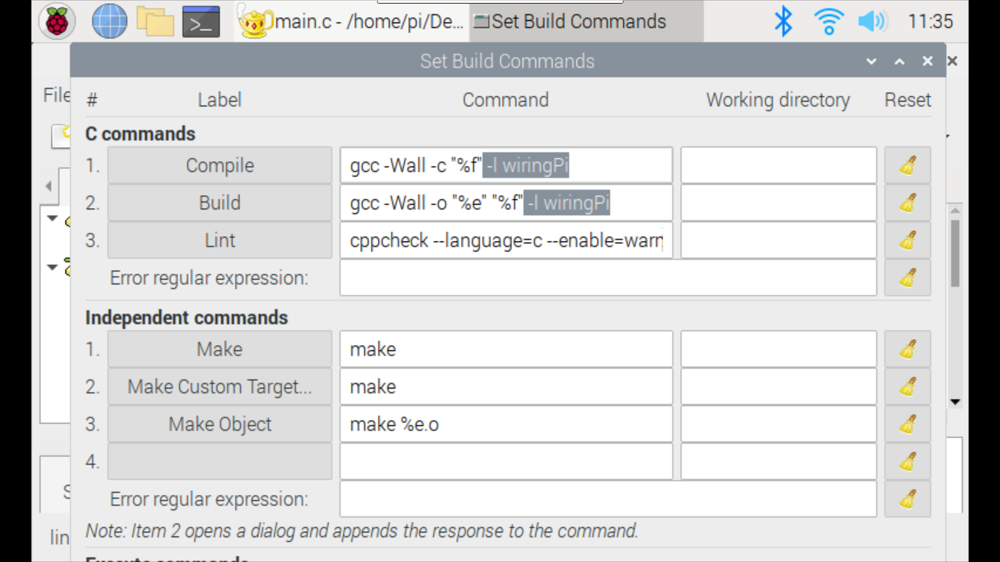 main.c - /home/pi/De...
Set Build Commands
11:35
Set Build Commands
File
# Label Command Working directory Reset
C commands
1. Compile gcc -Wall -c "%f" -l wiringPi
2. Build gcc -Wall -o "%e" "%f" -l wiringPi
3. Lint cppcheck --language=c --enable=warn
Error regular expression:
Independent commands
1. Make make
2. Make Custom Target... make
3. Make Object make %e.o
4.
Error regular expression:
Note: Item 2 opens a dialog and appends the response to the command.
lin
Execute commands